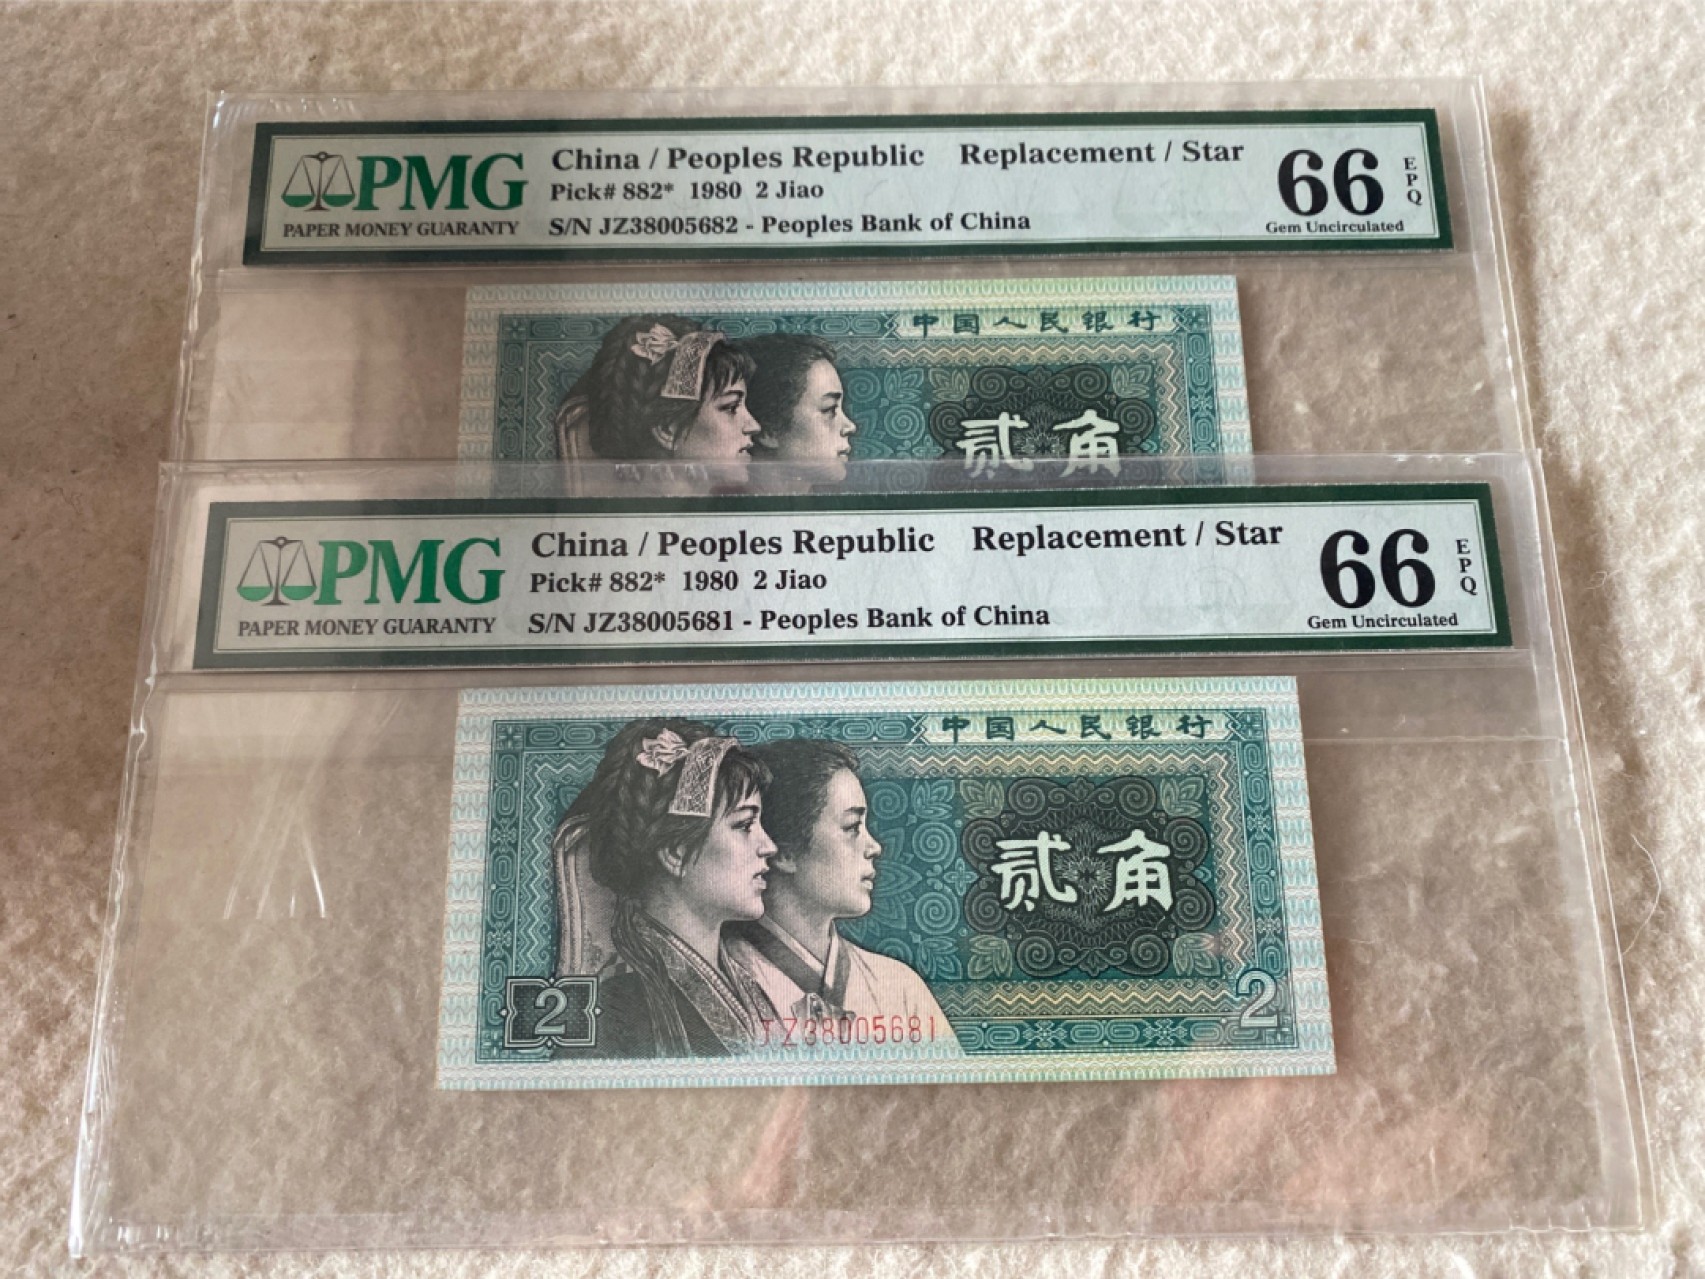 PMG
PAPER MONEY GUARANTY
China / Peoples Republic Replacement / Star
Pick# 882* 1980 2 Jiao
S/N JZ38005682 - Peoples Bank of China
66 EPQ
Gem Uncirculated
中国人民银行
贰角
PMG
PAPER MONEY GUARANTY
China / Peoples Republic Replacement / Star
Pick# 882* 1980 2 Jiao
S/N JZ38005681 - Peoples Bank of China
66 EPQ
Gem Uncirculated
中国人民银行
贰角
2
JZ38005681
2